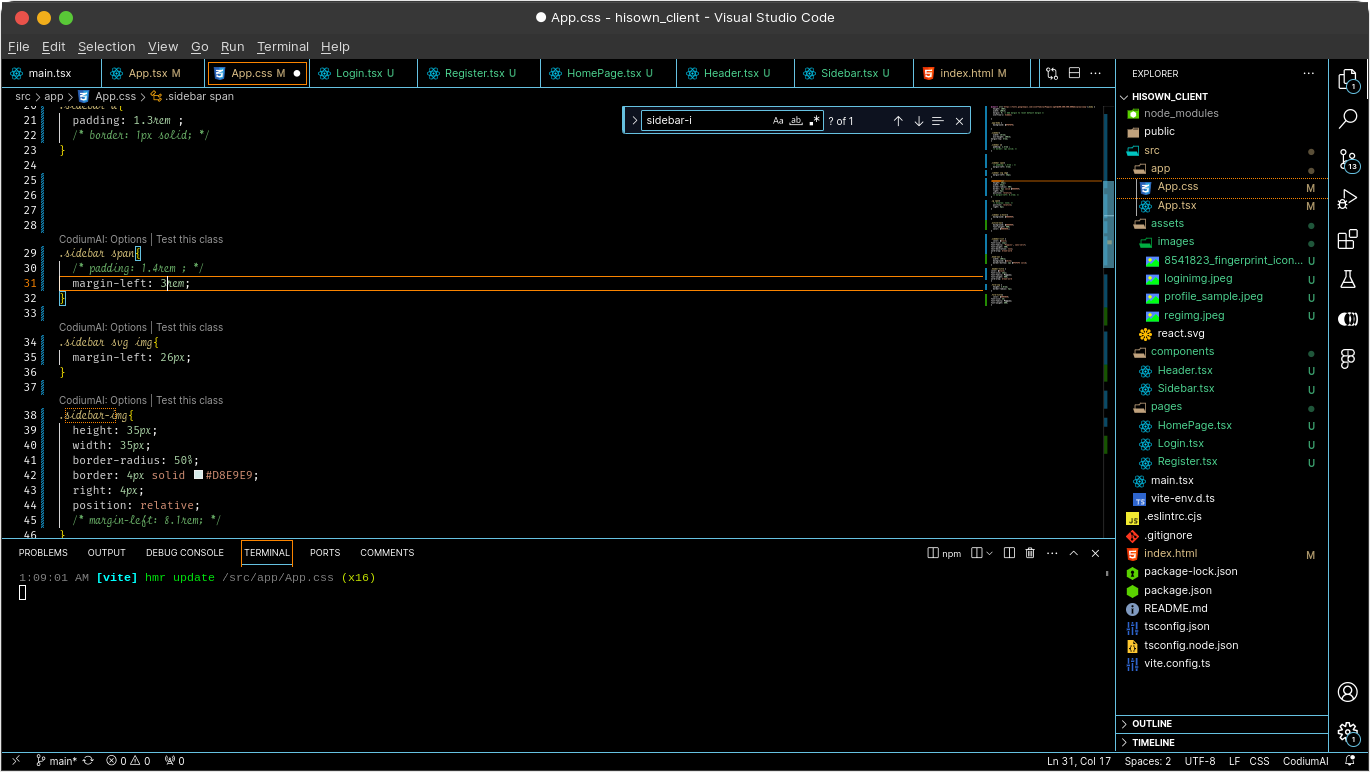 App.css - hisown_client - Visual Studio Code
File Edit Selection View Go Run Terminal Help
main.tsx App.tsx M App.css M Login.tsx U Register.tsx U HomePage.tsx U Header.tsx U Sidebar.tsx U index.html M
src > app > App.css > .sidebar span
20 .sidebar a{
21 padding: 1.3rem ;
22 /* border: 1px solid; */
23 }
24
25
26
27
28
CodiumAI: Options | Test this class
29 .sidebar span{
30 /* padding: 1.4rem ; */
31 margin-left: 3rem;
32 }
33
CodiumAI: Options | Test this class
34 .sidebar svg img{
35 margin-left: 26px;
36 }
37
CodiumAI: Options | Test this class
38 .sidebar-img{
39 height: 35px;
40 width: 35px;
41 border-radius: 50%;
42 border: 4px solid #D8E9E9;
43 right: 4px;
44 position: relative;
45 /* margin-left: 8.1rem; */
46 }
sidebar-i Aa ab .* ? of 1
PROBLEMS OUTPUT DEBUG CONSOLE TERMINAL PORTS COMMENTS npm
1:09:01 AM [vite] hmr update /src/app/App.css (x16)
EXPLORER
HISOWN_CLIENT
node_modules
public
src
app
App.css M
App.tsx M
assets
images
8541823_fingerprint_icon...
loginimg.jpeg U
profile_sample.jpeg U
regimg.jpeg U
react.svg
components
Header.tsx U
Sidebar.tsx U
pages
HomePage.tsx U
Login.tsx U
Register.tsx U
main.tsx
TS vite-env.d.ts
JS .eslintrc.cjs
.gitignore
index.html M
package-lock.json
package.json
README.md
tsconfig.json
tsconfig.node.json
vite.config.ts
OUTLINE
TIMELINE
1
13
1
main* 0 0 0 Ln 31, Col 17 Spaces: 2 UTF-8 LF CSS CodiumAI